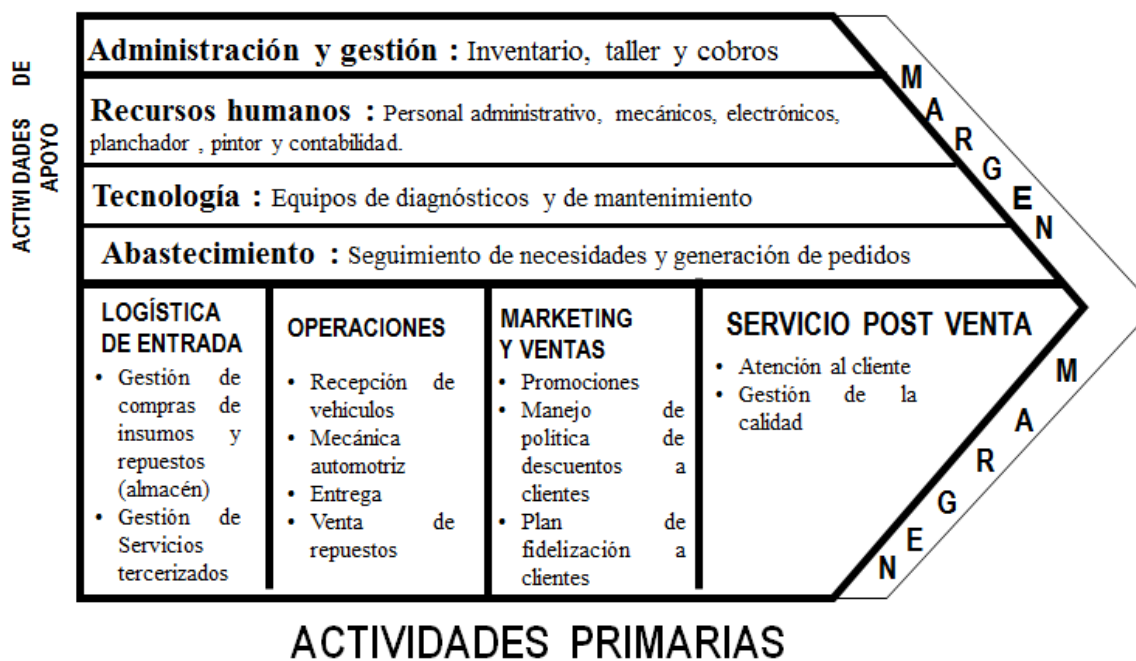 ACTIVIDADES DE
APOYO
Administración y gestión : Inventario, taller y cobros
Recursos humanos : Personal administrativo, mecánicos, electrónicos,
planchador , pintor y contabilidad.
Tecnología : Equipos de diagnósticos y de mantenimiento
Abastecimiento : Seguimiento de necesidades y generación de pedidos
MARGEN
LOGÍSTICA
DE ENTRADA
• Gestión de
compras de
insumos y
repuestos
(almacén)
• Gestión de
Servicios
tercerizados
OPERACIONES
• Recepción de
vehículos
• Mecánica
automotriz
• Entrega
• Venta de
repuestos
MARKETING
Y VENTAS
• Promociones
• Manejo de
política de
descuentos a
clientes
• Plan de
fidelización a
clientes
SERVICIO POST VENTA
• Atención al cliente
• Gestión de la
calidad
MARGEN
ACTIVIDADES PRIMARIAS